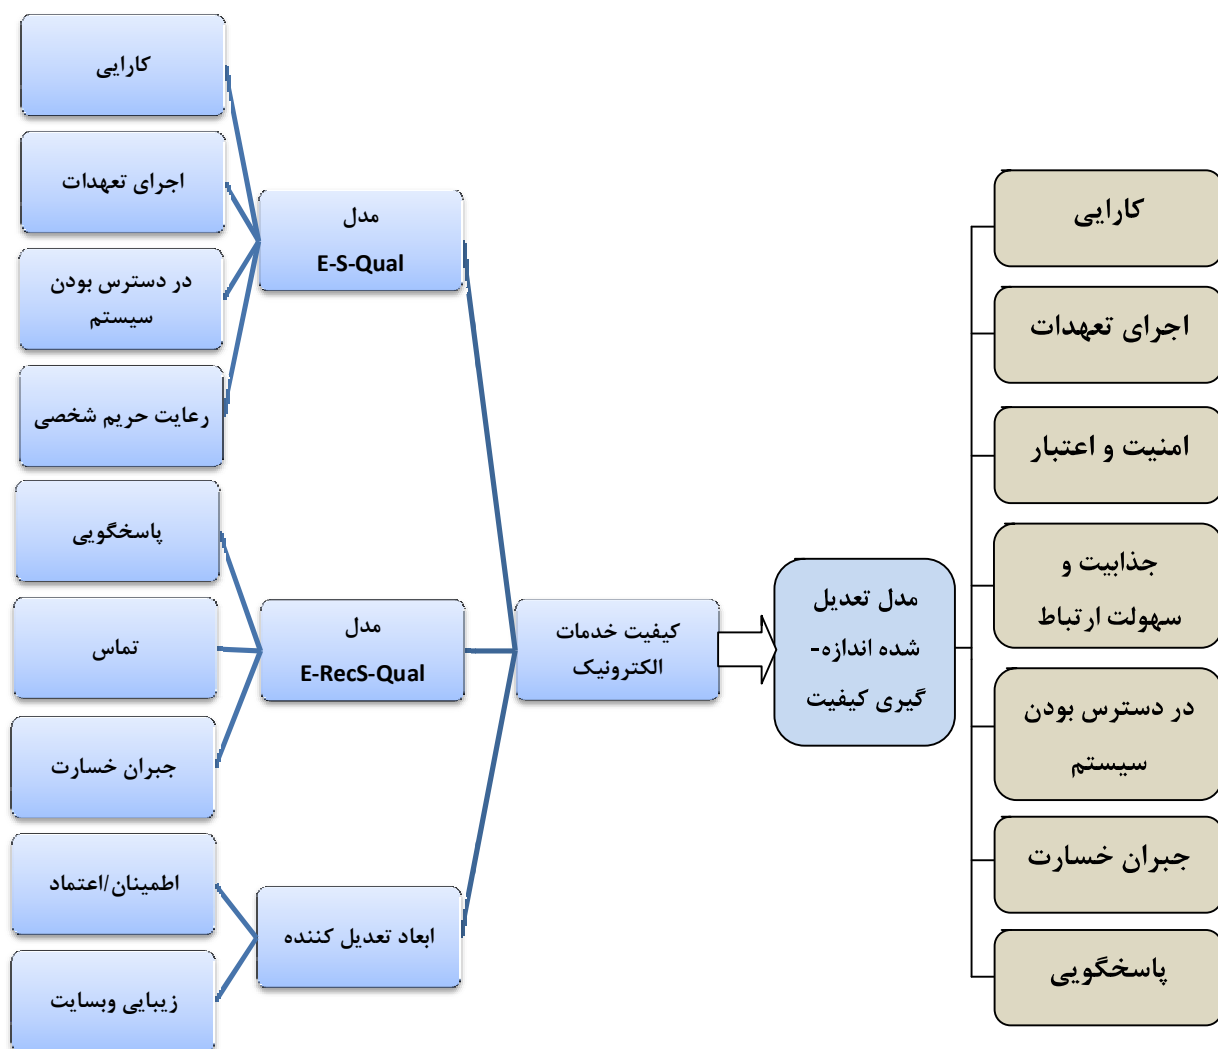 کارایی
اجرای تعهدات
در دسترس بودن
سیستم
رعایت حریم شخصی
پاسخگویی
تماس
جبران خسارت
اطمینان/اعتماد
زیبایی وبسایت
مدل
E-S-Qual
مدل
E-RecS-Qual
ابعاد تعدیل کننده
کیفیت خدمات
الکترونیک
مدل تعدیل
شده اندازه-
گیری کیفیت
کارایی
اجرای تعهدات
امنیت و اعتبار
جذابیت و
سهولت ارتباط
در دسترس بودن
سیستم
جبران خسارت
پاسخگویی